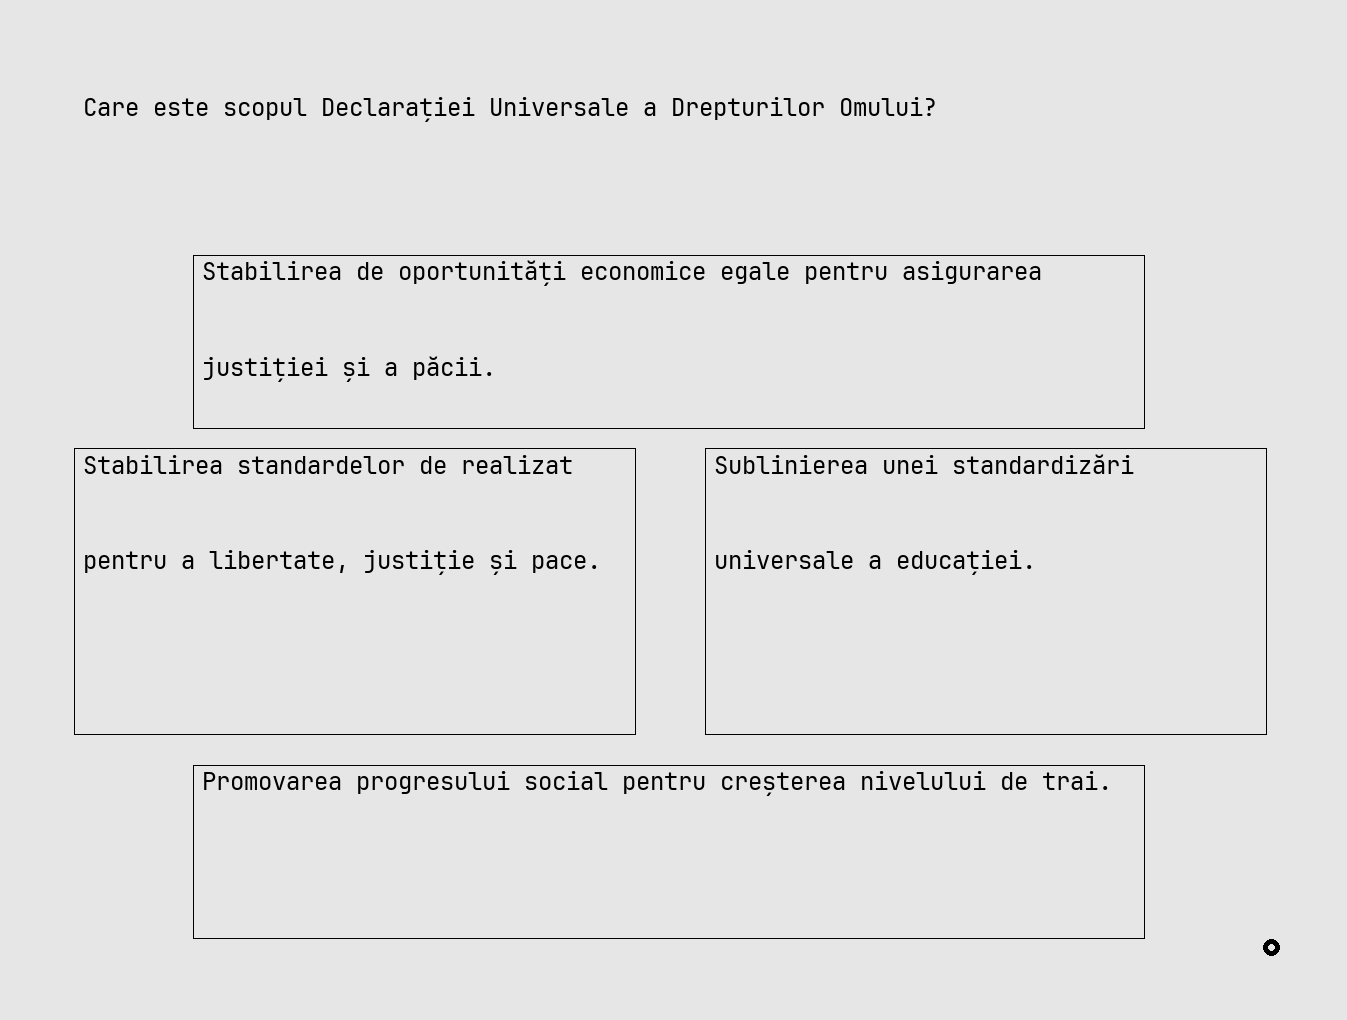 Care este scopul Declarației Universale a Drepturilor Omului?
Stabilirea de oportunități economice egale pentru asigurarea
justiției și a păcii.
Stabilirea standardelor de realizat
pentru a libertate, justiție și pace.
Sublinierea unei standardizări
universale a educației.
Promovarea progresului social pentru creșterea nivelului de trai.